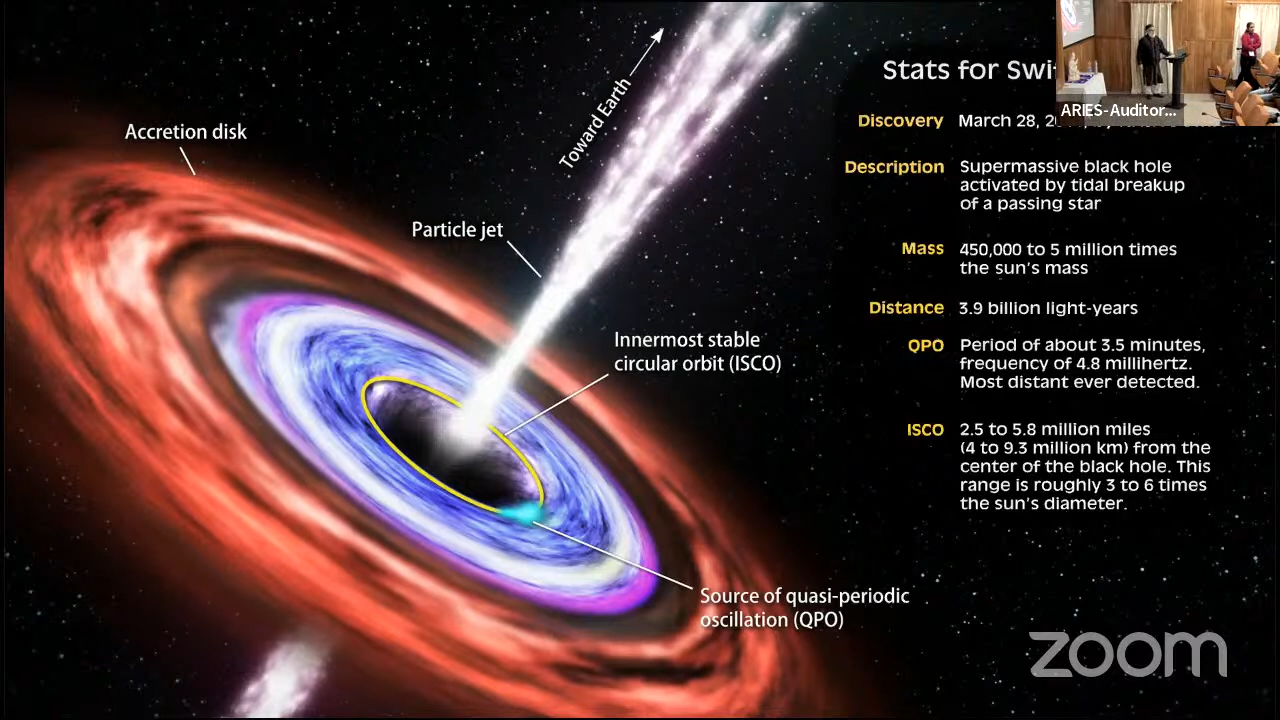 Stats for Swi
ARIES-Auditor...
Discovery March 28, 2
Description Supermassive black hole
activated by tidal breakup
of a passing star
Mass 450,000 to 5 million times
the sun's mass
Distance 3.9 billion light-years
QPO Period of about 3.5 minutes,
frequency of 4.8 millihertz.
Most distant ever detected.
ISCO 2.5 to 5.8 million miles
(4 to 9.3 million km) from the
center of the black hole. This
range is roughly 3 to 6 times
the sun's diameter.
Toward Earth
Accretion disk
Particle jet
Innermost stable
circular orbit (ISCO)
Source of quasi-periodic
oscillation (QPO)
zoom